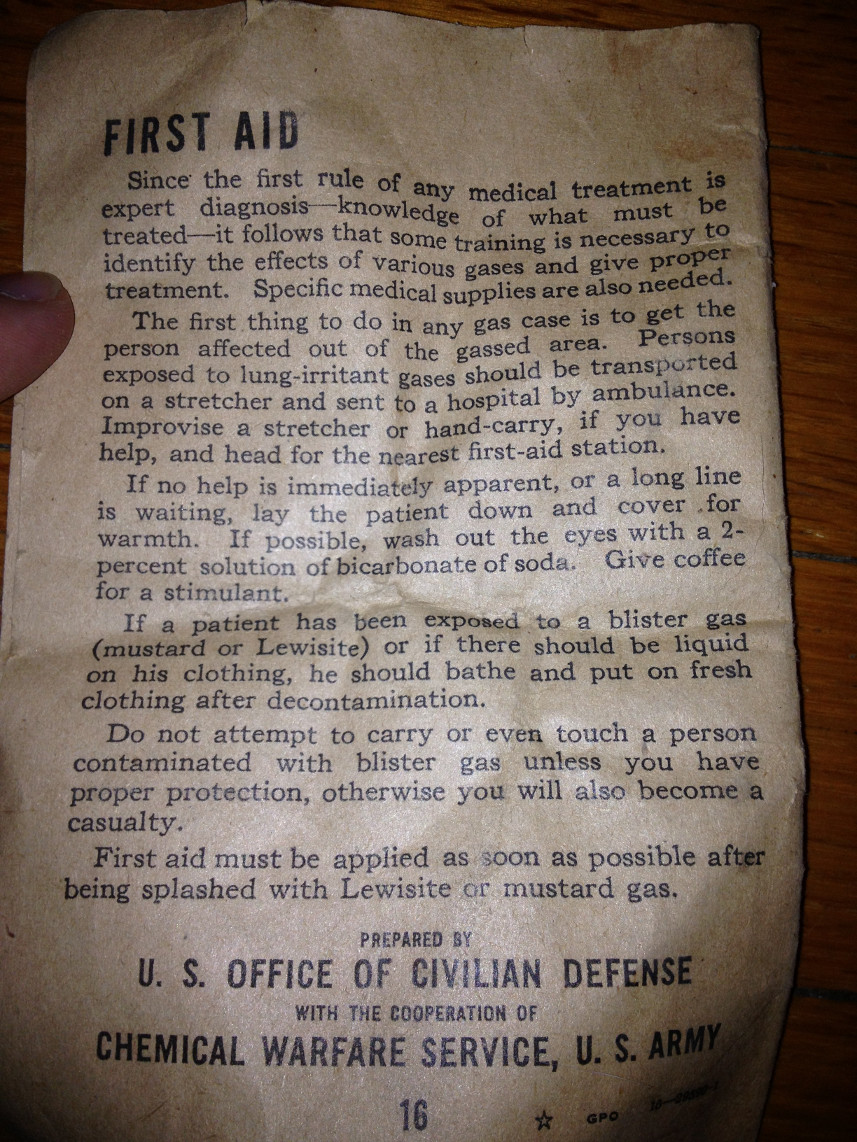 FIRST AID
Since the first rule of any medical treatment is
expert diagnosis—knowledge of what must be
treated—it follows that some training is necessary to
identify the effects of various gases and give proper
treatment. Specific medical supplies are also needed.
The first thing to do in any gas case is to get the
person affected out of the gassed area. Persons
exposed to lung-irritant gases should be transported
on a stretcher and sent to a hospital by ambulance.
Improvise a stretcher or hand-carry, if you have
help, and head for the nearest first-aid station.
If no help is immediately apparent, or a long line
is waiting, lay the patient down and cover for
warmth. If possible, wash out the eyes with a 2-
percent solution of bicarbonate of soda. Give coffee
for a stimulant.
If a patient has been exposed to a blister gas
(mustard or Lewisite) or if there should be liquid
on his clothing, he should bathe and put on fresh
clothing after decontamination.
Do not attempt to carry or even touch a person
contaminated with blister gas unless you have
proper protection, otherwise you will also become a
casualty.
First aid must be applied as soon as possible after
being splashed with Lewisite or mustard gas.
PREPARED BY
U. S. OFFICE OF CIVILIAN DEFENSE
WITH THE COOPERATION OF
CHEMICAL WARFARE SERVICE, U. S. ARMY
16
☆ GPO